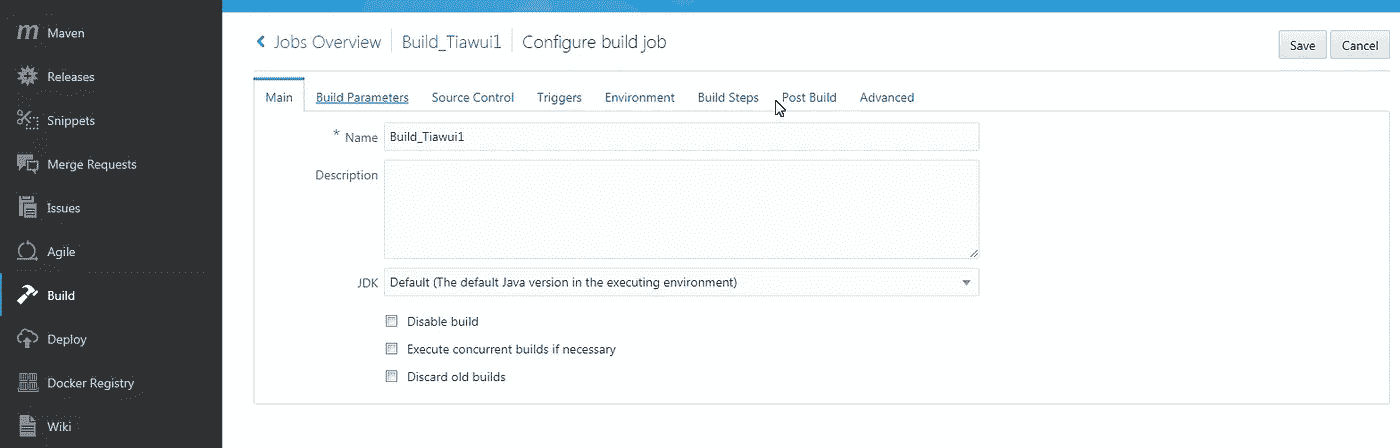 Maven
Releases
Snippets
Merge Requests
Issues
Agile
Build
Deploy
Docker Registry
Wiki
Jobs Overview Build_Tiawui1 Configure build job
Save Cancel
Main Build Parameters Source Control Triggers Environment Build Steps Post Build Advanced
* Name Build_Tiawui1
Description
JDK Default (The default Java version in the executing environment)
Disable build
Execute concurrent builds if necessary
Discard old builds